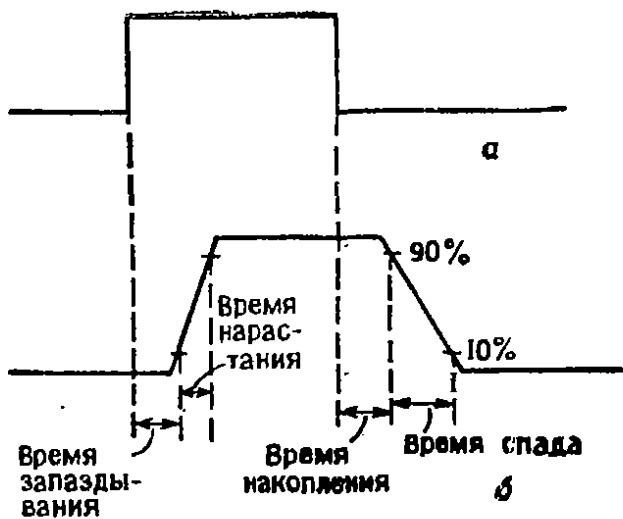 а
90%
Время
нарас-
тания
10%
Время
запазды-
вания
Время
накопления
Время спада
б